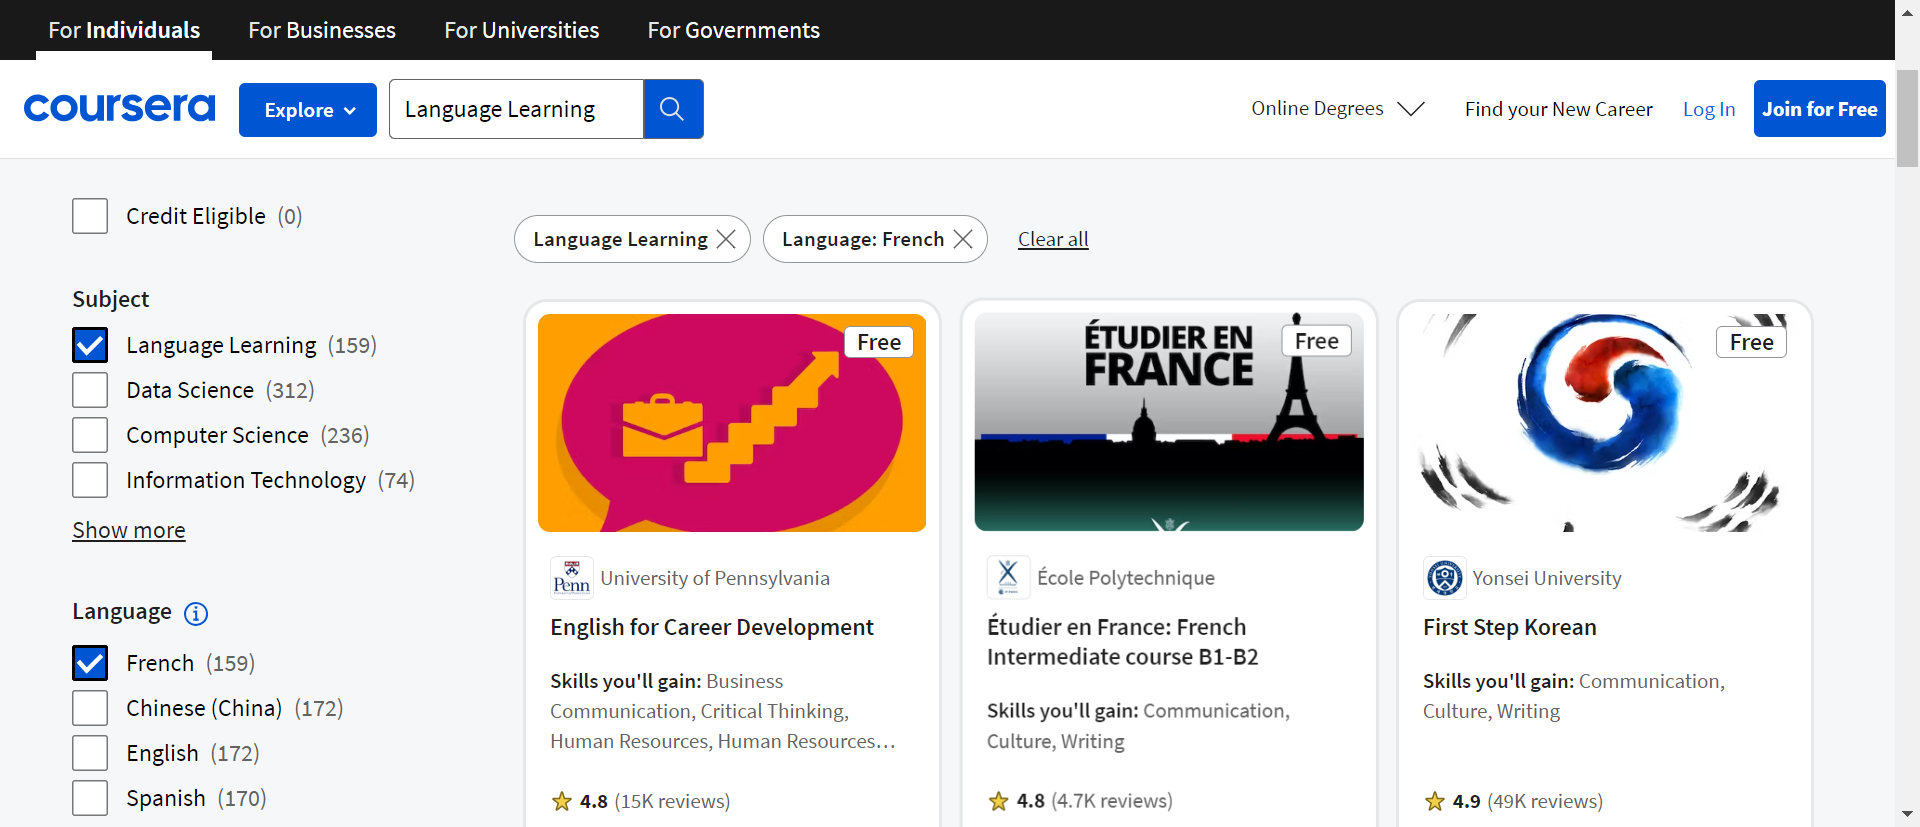 For Individuals
For Businesses
For Universities
For Governments
coursera
Explore
Language Learning
Online Degrees
Find your New Career
Log In
Join for Free
Credit Eligible (0)
Subject
Language Learning (159)
Data Science (312)
Computer Science (236)
Information Technology (74)
Show more
Language
French (159)
Chinese (China) (172)
English (172)
Spanish (170)
Language Learning
Language: French
Clear all
Free
Penn
University of Pennsylvania
English for Career Development
Skills you'll gain: Business
Communication, Critical Thinking,
Human Resources, Human Resources…
4.8 (15K reviews)
ÉTUDIER EN
FRANCE
Free
École Polytechnique
Étudier en France: French
Intermediate course B1-B2
Skills you'll gain: Communication,
Culture, Writing
4.8 (4.7K reviews)
Free
Yonsei University
First Step Korean
Skills you'll gain: Communication,
Culture, Writing
4.9 (49K reviews)